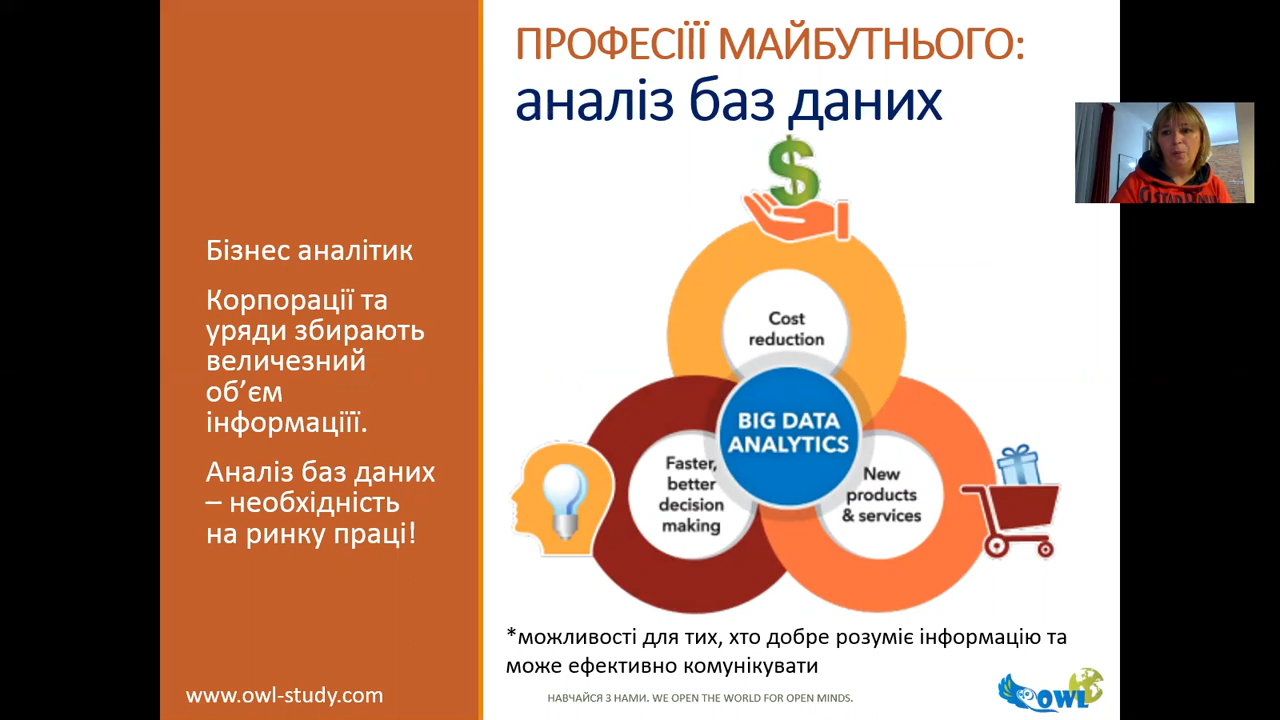 ПРОФЕСІЇЇ МАЙБУТНЬОГО:
аналіз баз даних
Бізнес аналітик
Корпорації та
уряди збирають
величезний
об’єм
інформаціїї.
Аналіз баз даних
– необхідність
на ринку праці!
Cost
reduction
BIG DATA
ANALYTICS
Faster,
better
decision
making
New
products
& services
*можливості для тих, хто добре розуміє інформацію та
може ефективно комунікувати
www.owl-study.com
НАВЧАЙСЯ З НАМИ. WE OPEN THE WORLD FOR OPEN MINDS.
OWL